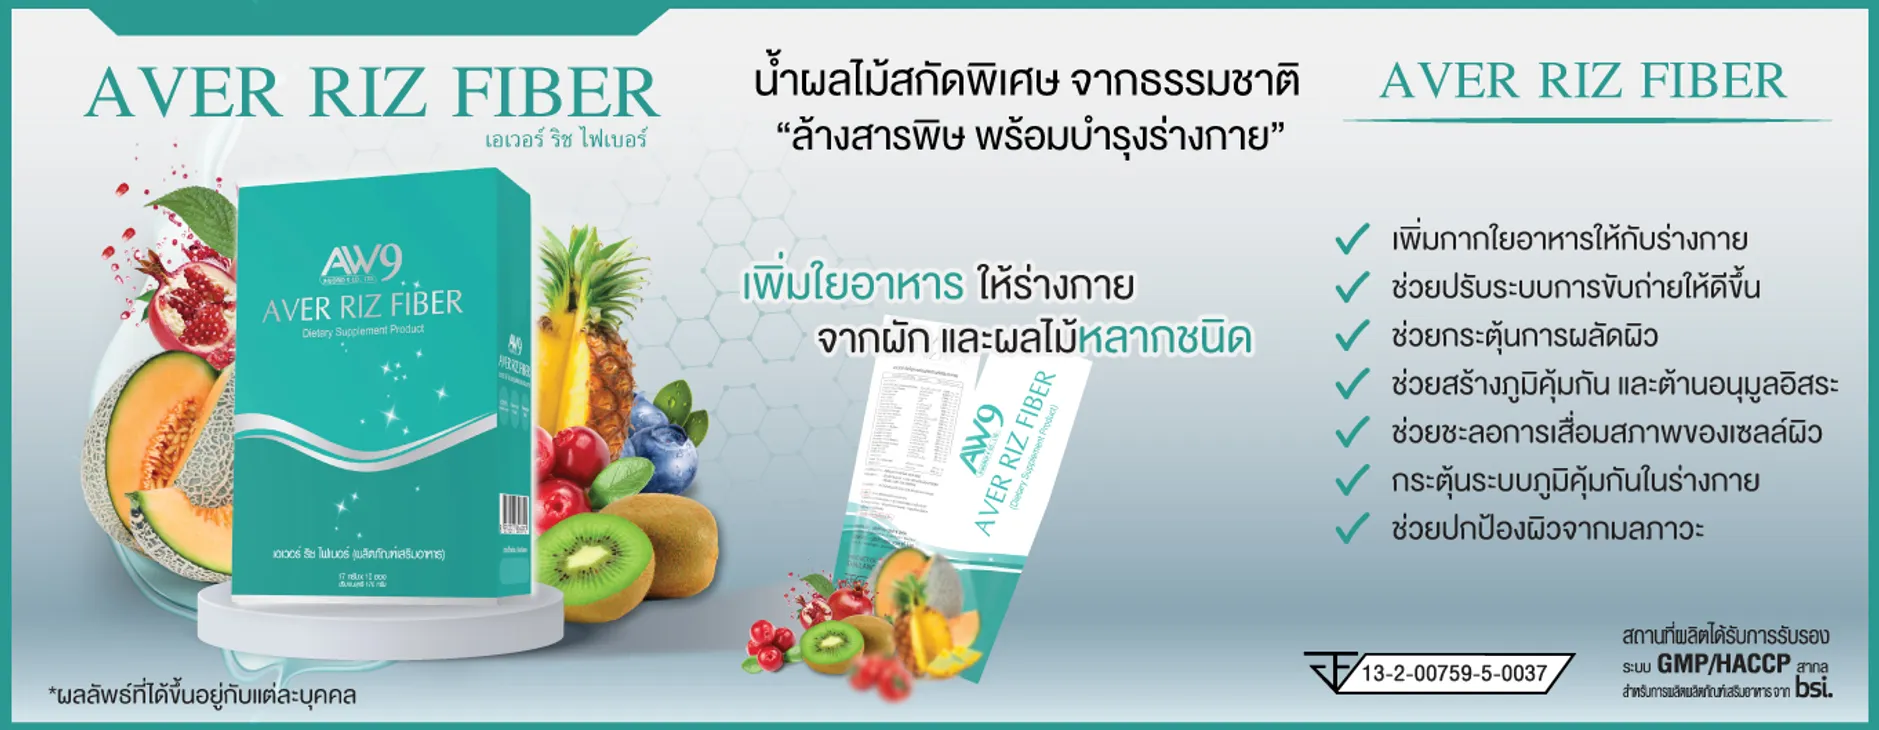 AVER RIZ FIBER
เอเวอร์ ริช ไฟเบอร์
AW9
AVER RIZ FIBER
Dietary Supplement Product
AW9
AVER RIZ FIBER
เอเวอร์ ริช ไฟเบอร์ (ผลิตภัณฑ์เสริมอาหาร)
*ผลลัพธ์ที่ได้ขึ้นอยู่กับแต่ละบุคคล
น้ำผลไม้สกัดพิเศษ จากธรรมชาติ
“ล้างสารพิษ พร้อมบำรุงร่างกาย”
เพิ่มใยอาหาร ให้ร่างกาย
จากผัก และผลไม้หลากชนิด
AW9
AVER RIZ FIBER
(Dietary Supplement Product)
AVER RIZ FIBER
เพิ่มกากใยอาหารให้กับร่างกาย
ช่วยปรับระบบการขับถ่ายให้ดีขึ้น
ช่วยกระตุ้นการผลัดผิว
ช่วยสร้างภูมิคุ้มกัน และต้านอนุมูลอิสระ
ช่วยชะลอการเสื่อมสภาพของเซลล์ผิว
กระตุ้นระบบภูมิคุ้มกันในร่างกาย
ช่วยปกป้องผิวจากมลภาวะ
13-2-00759-5-0037
สถานที่ผลิตได้รับการรับรอง
ระบบ GMP/HACCP สากล
สำหรับการผลิตผลิตภัณฑ์เสริมอาหาร จาก bsi.